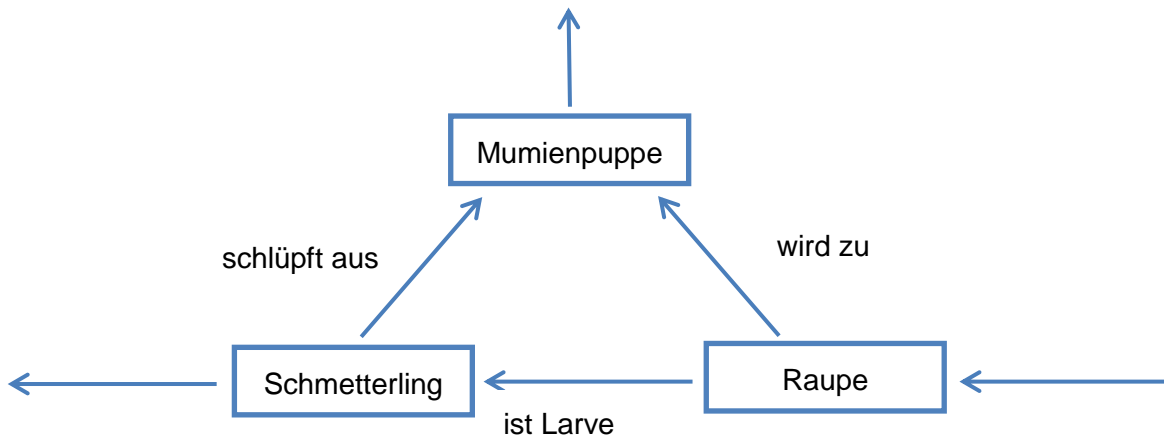 Mumienpuppe
schlüpft aus
wird zu
Schmetterling
Raupe
ist Larve